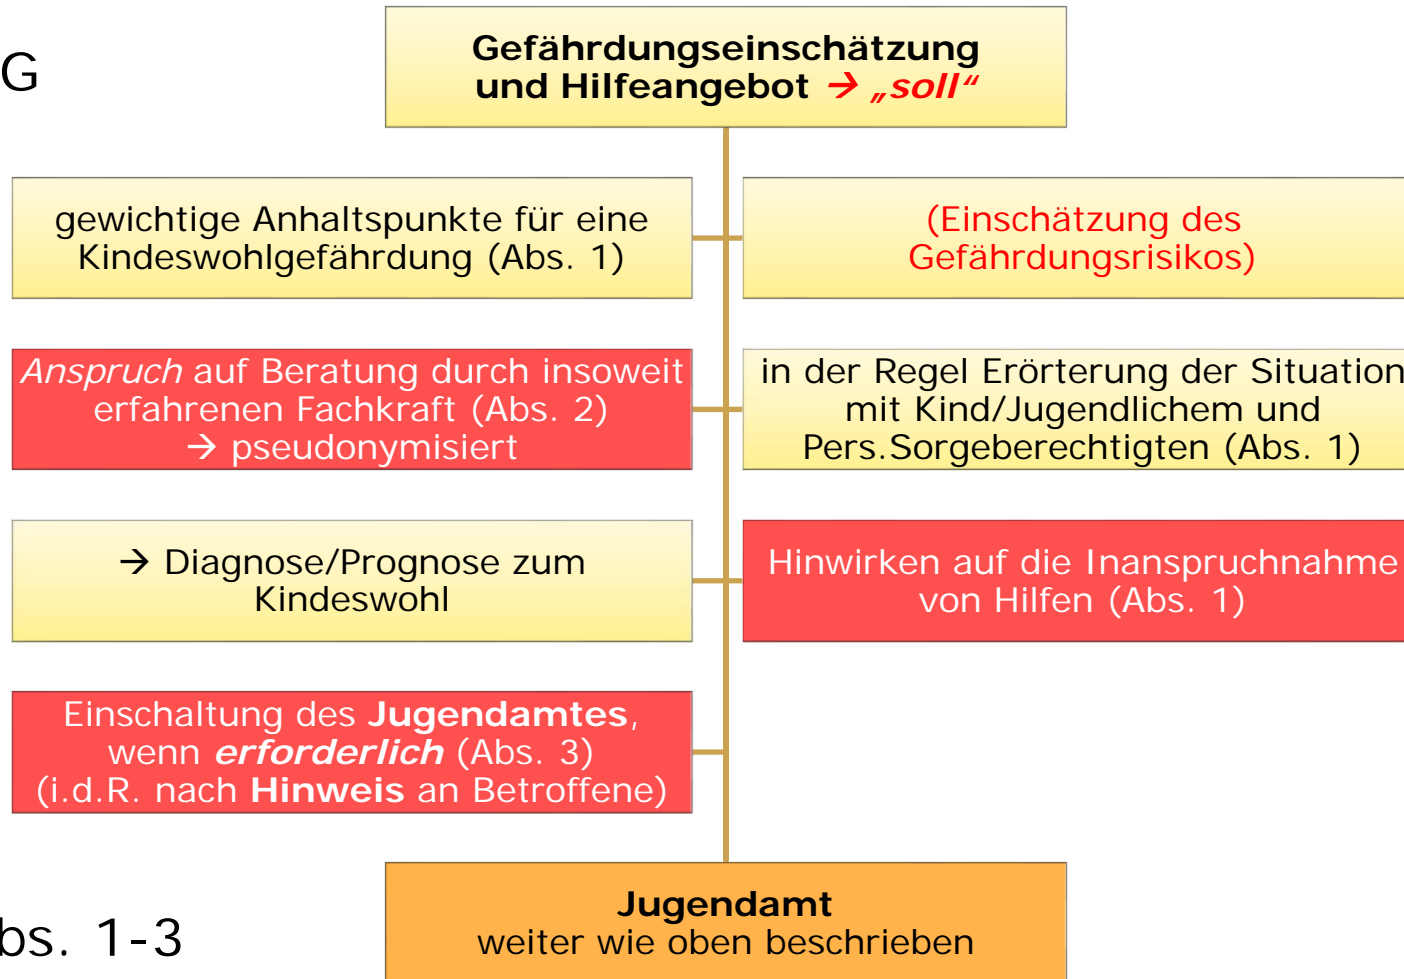 G
Gefährdungseinschätzung
und Hilfeangebot → „soll“
gewichtige Anhaltspunkte für eine
Kindeswohlgefährdung (Abs. 1)
(Einschätzung des
Gefährdungsrisikos)
Anspruch auf Beratung durch insoweit
erfahrenen Fachkraft (Abs. 2)
→ pseudonymisiert
in der Regel Erörterung der Situation
mit Kind/Jugendlichem und
Pers.Sorgeberechtigten (Abs. 1)
→ Diagnose/Prognose zum
Kindeswohl
Hinwirken auf die Inanspruchnahme
von Hilfen (Abs. 1)
Einschaltung des Jugendamtes,
wenn erforderlich (Abs. 3)
(i.d.R. nach Hinweis an Betroffene)
bs. 1-3
Jugendamt
weiter wie oben beschrieben